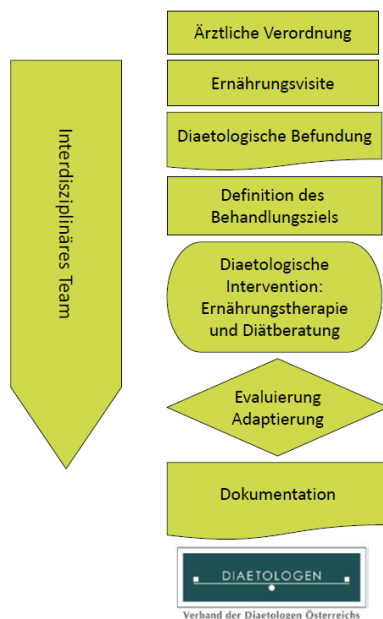 Ärztliche Verordnung
Ernährungsvisite
Diaetologische Befundung
Definition des
Behandlungsziels
Diaetologische
Intervention:
Ernährungstherapie
und Diätberatung
Evaluierung
Adaptierung
Dokumentation
Interdisziplinäres Team
DIAETOLOGEN
Verband der Diaetologen Österreichs